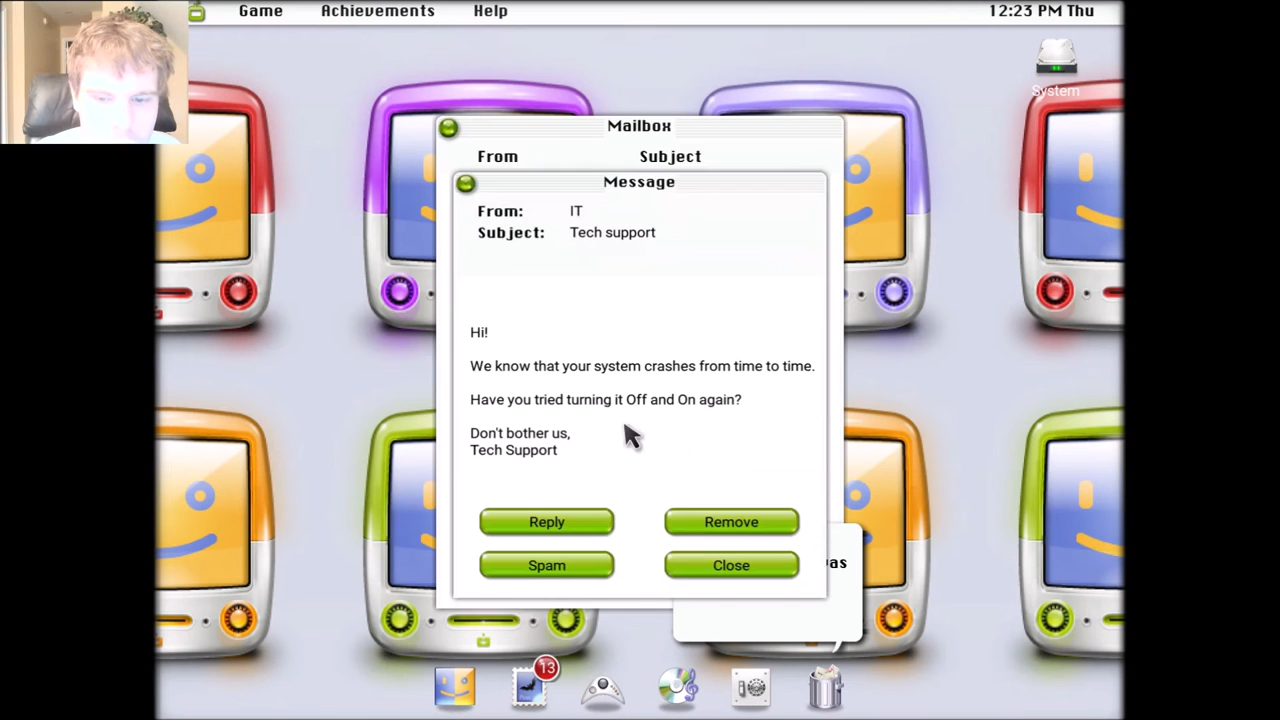 Game Achievements Help 12:23 PM Thu
System
Mailbox
From Subject
Message
From: IT
Subject: Tech support
Hi!
We know that your system crashes from time to time.
Have you tried turning it Off and On again?
Don't bother us,
Tech Support
Reply Remove
Spam Close
13